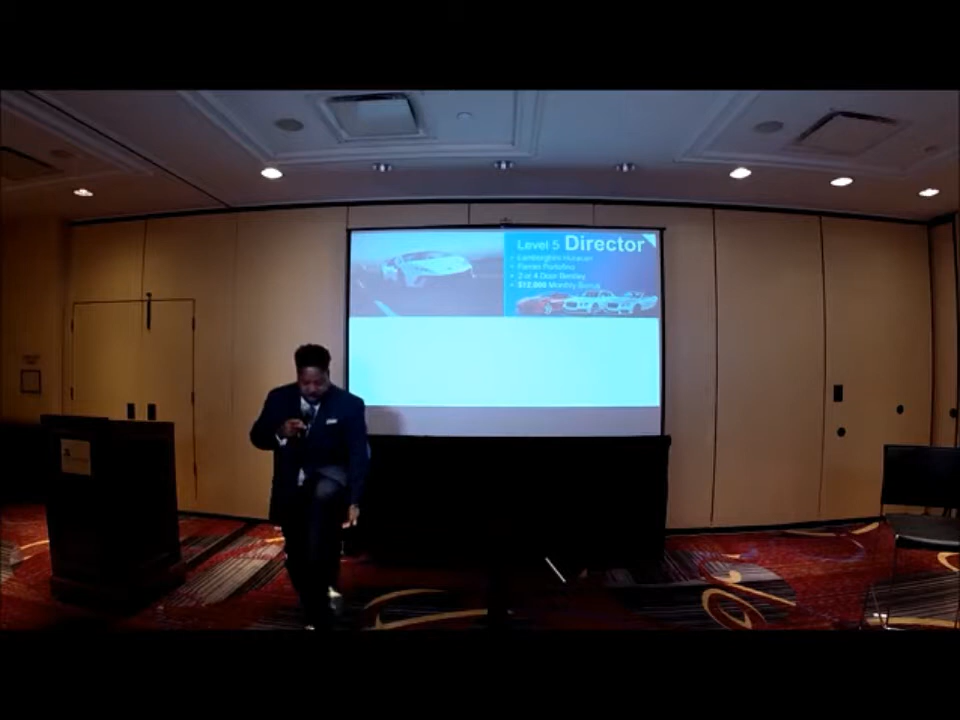 Level 5 Director
Lamborghini Huracan
Ferrari Portofino
2 or 4 Door Bentley
$12,000 Monthly Bonus